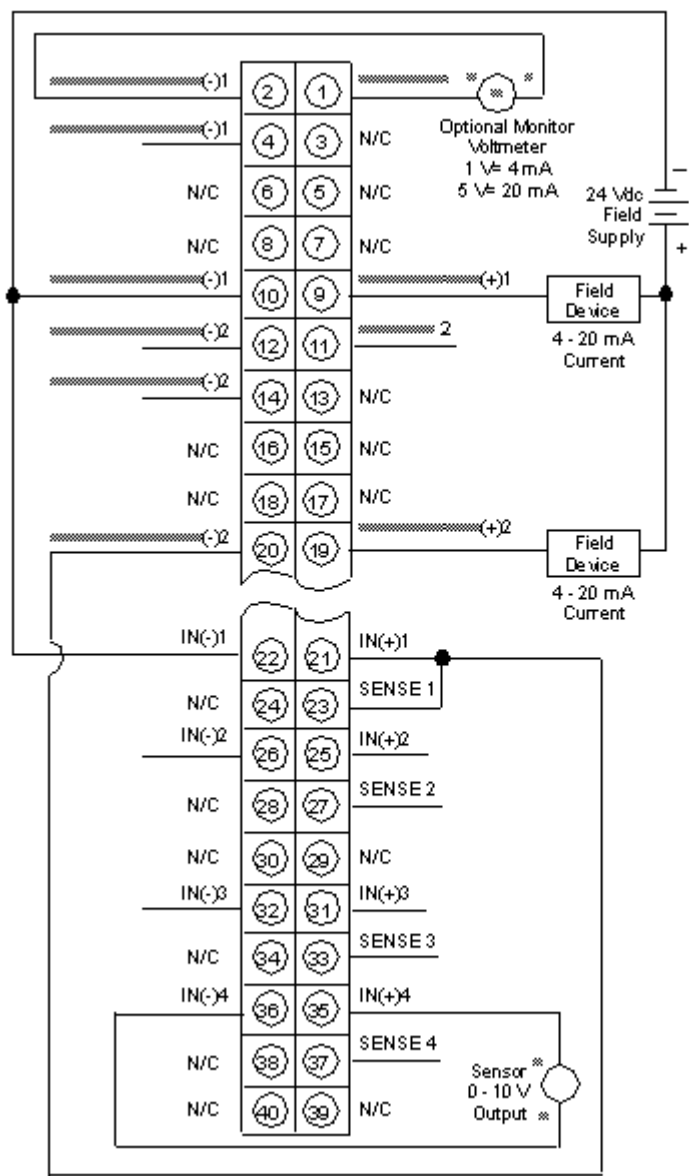 (-)1 2 1
Optional Monitor
Voltmeter
1 V= 4 mA
5 V= 20 mA
(-)1 4 3 N/C
N/C 6 5 N/C
24 Vdc
Field
Supply
−
+
N/C 8 7 N/C
(-)1 10 9 (+)1
Field
Device
4 - 20 mA
Current
(-)2 12 11 2
(-)2 14 13 N/C
N/C 16 15 N/C
N/C 18 17 N/C
(-)2 20 19 (+)2
Field
Device
4 - 20 mA
Current
IN(-)1 22 21 IN(+)1
N/C 24 23 SENSE 1
IN(-)2 26 25 IN(+)2
N/C 28 27 SENSE 2
N/C 30 29 N/C
IN(-)3 32 31 IN(+)3
N/C 34 33 SENSE 3
IN(-)4 36 35 IN(+)4
N/C 38 37 SENSE 4
Sensor
0 - 10 V
Output
N/C 40 39 N/C